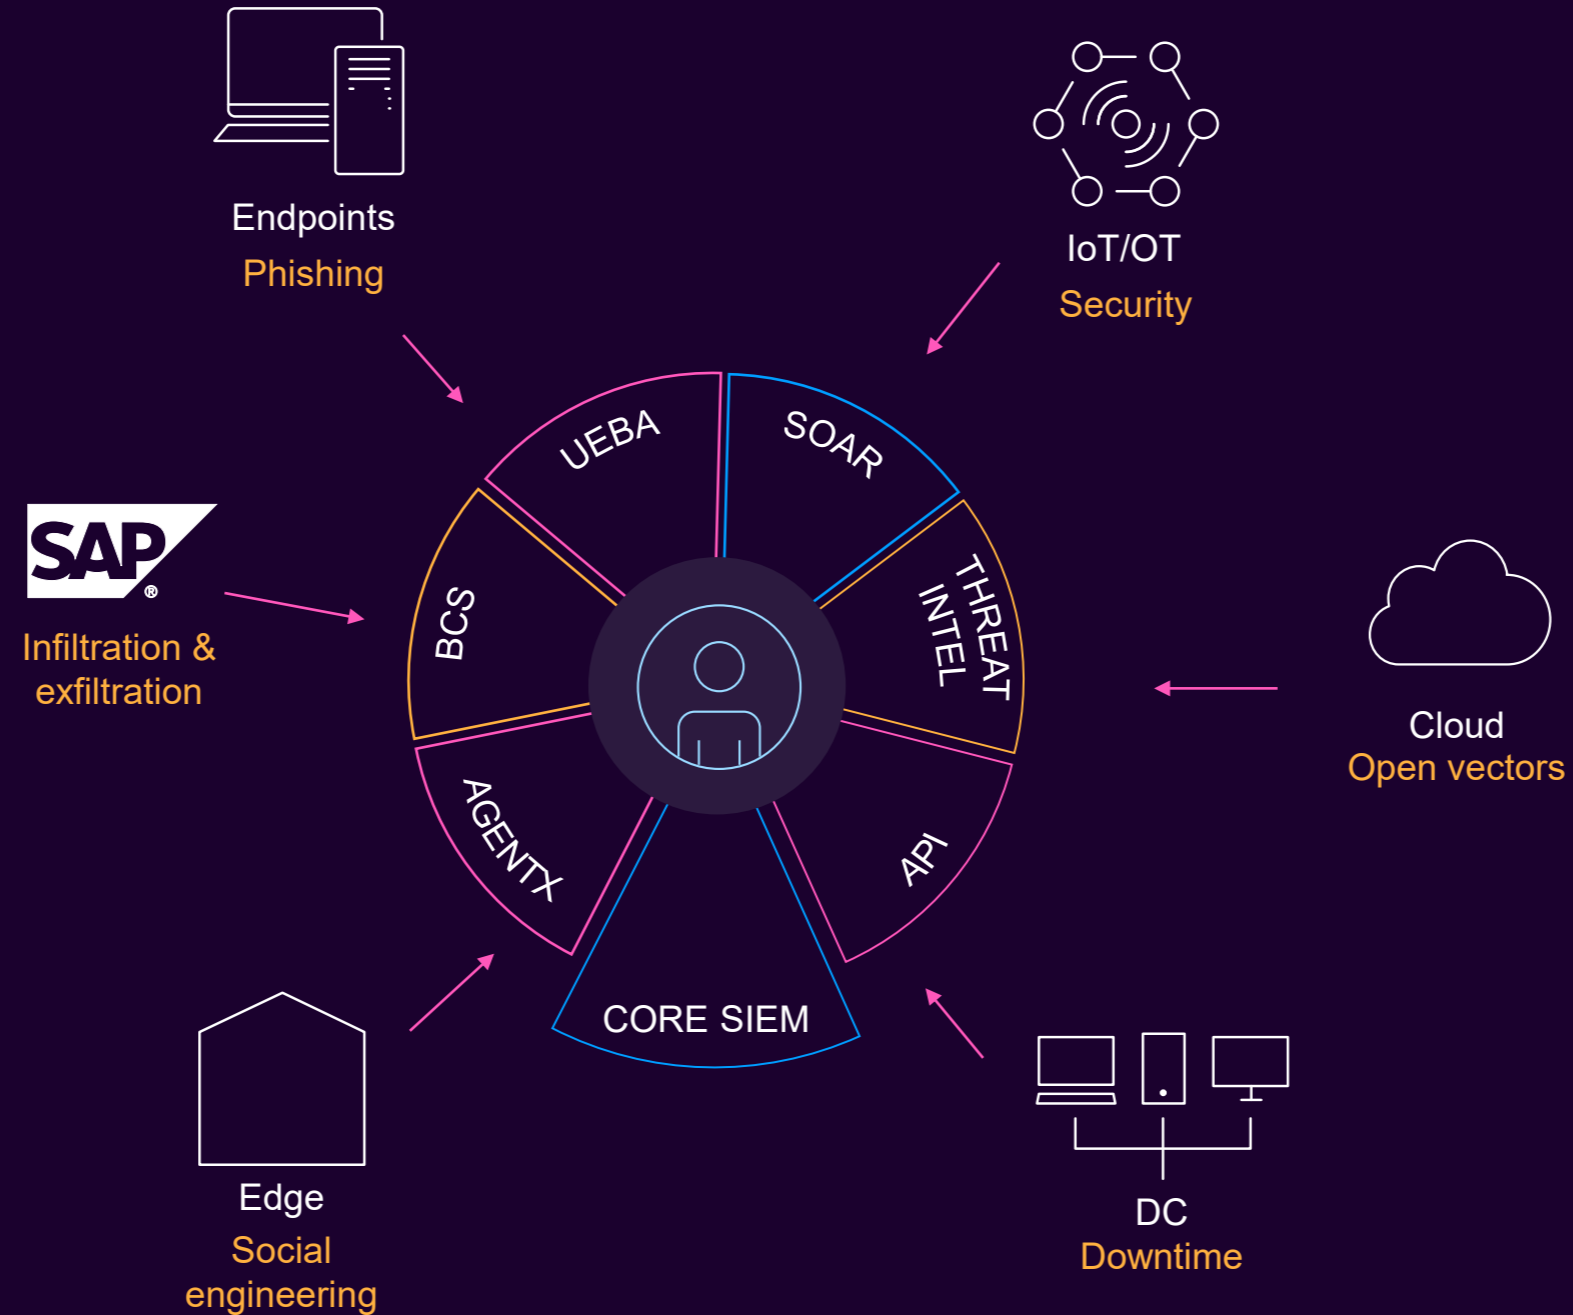 Endpoints
Phishing
IoT/OT
Security
UEBA
SOAR
SAP
®
Infiltration &
exfiltration
BCS
THREAT
INTEL
Cloud
Open vectors
AGENTX
API
CORE SIEM
Edge
Social
engineering
DC
Downtime